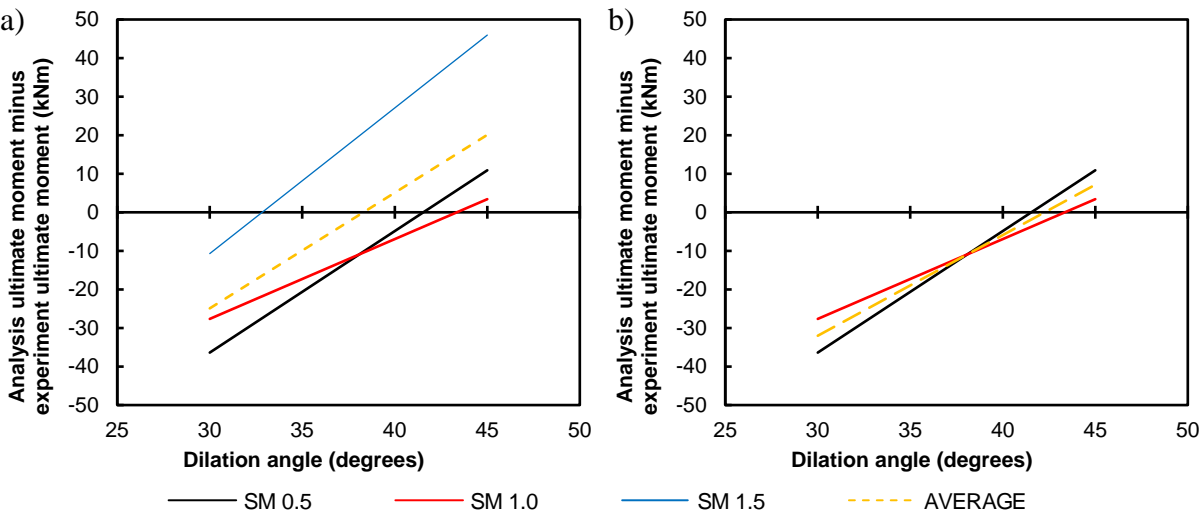 a)
Analysis ultimate moment minus
experiment ultimate moment (kNm)
50
40
30
20
10
0
-10
-20
-30
-40
-50
25
30
35
40
45
50
Dilation angle (degrees)
b)
Analysis ultimate moment minus
experiment ultimate moment (kNm)
50
40
30
20
10
0
-10
-20
-30
-40
-50
25
30
35
40
45
50
Dilation angle (degrees)
SM 0.5
SM 1.0
SM 1.5
AVERAGE